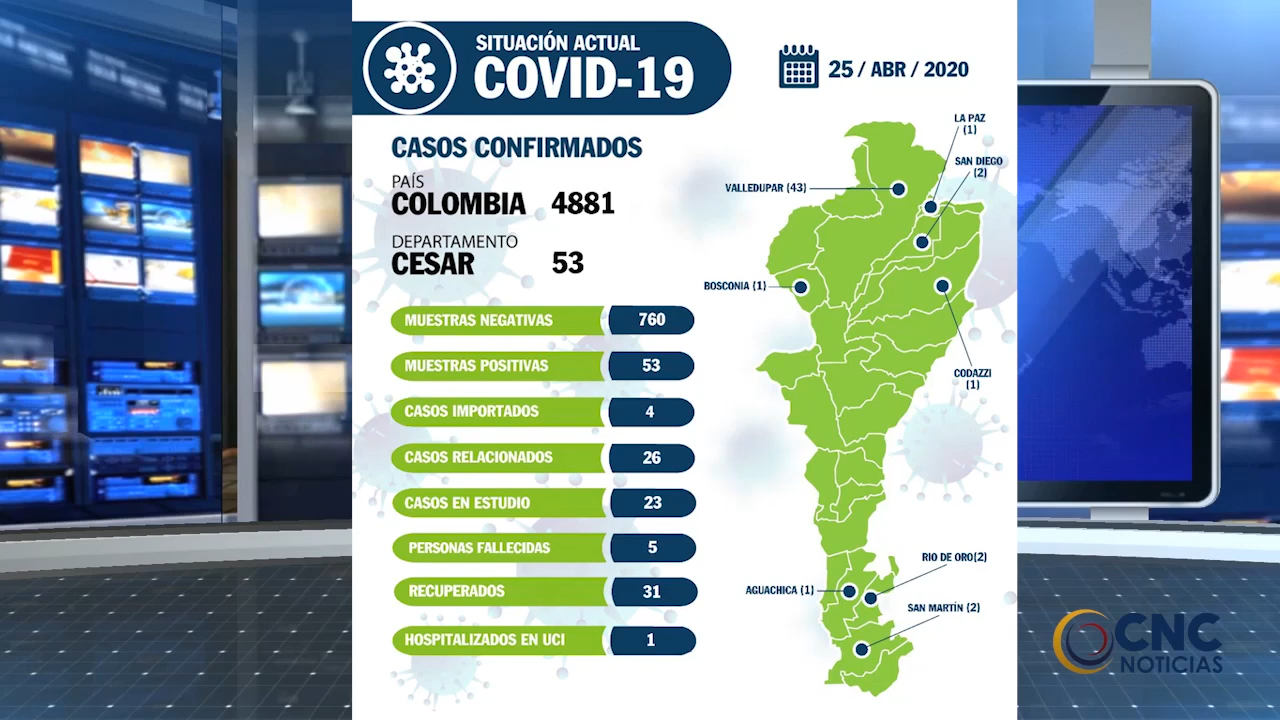 SITUACIÓN ACTUAL
COVID-19
25 / ABR / 2020
CASOS CONFIRMADOS
PAÍS
COLOMBIA 4881
DEPARTAMENTO
CESAR 53
MUESTRAS NEGATIVAS 760
MUESTRAS POSITIVAS 53
CASOS IMPORTADOS 4
CASOS RELACIONADOS 26
CASOS EN ESTUDIO 23
PERSONAS FALLECIDAS 5
RECUPERADOS 31
HOSPITALIZADOS EN UCI 1
LA PAZ
(1)
SAN DIEGO
(2)
VALLEDUPAR (43)
BOSCONIA (1)
CODAZZI
(1)
RIO DE ORO(2)
AGUACHICA (1)
SAN MARTÍN (2)
CNC
NOTICIAS